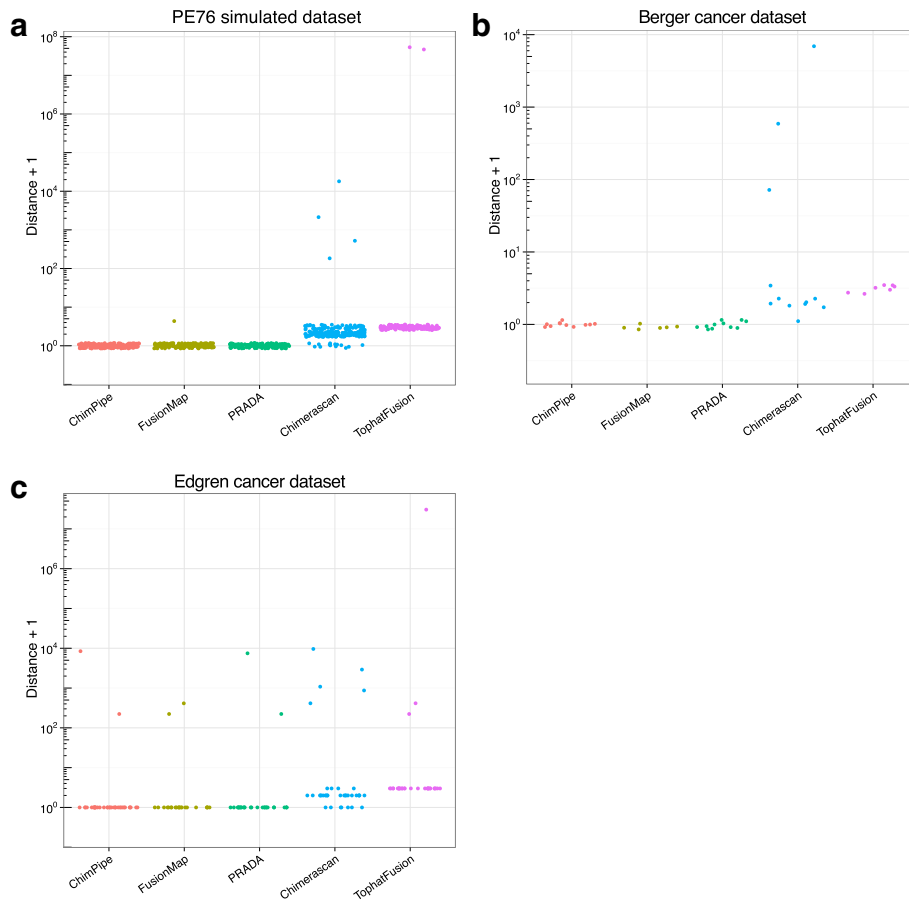 a
PE76 simulated dataset
Distance + 1
10^8
10^6
10^4
10^2
10^0
ChimPipe
FusionMap
PRADA
Chimerascan
TophatFusion
b
Berger cancer dataset
Distance + 1
10^4
10^3
10^2
10^1
10^0
ChimPipe
FusionMap
PRADA
Chimerascan
TophatFusion
c
Edgren cancer dataset
Distance + 1
10^6
10^4
10^2
10^0
ChimPipe
FusionMap
PRADA
Chimerascan
TophatFusion